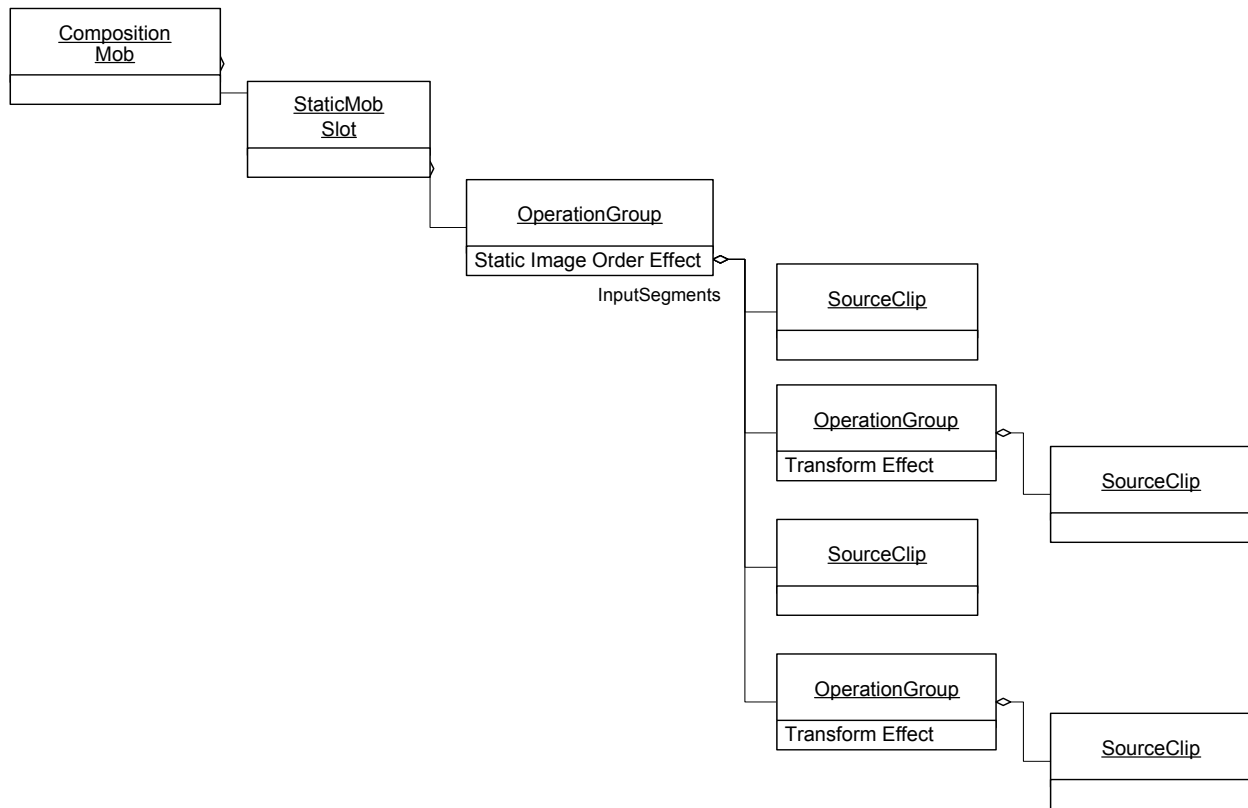 Composition
Mob
StaticMob
Slot
OperationGroup
Static Image Order Effect
InputSegments
SourceClip
OperationGroup
Transform Effect
SourceClip
SourceClip
OperationGroup
Transform Effect
SourceClip